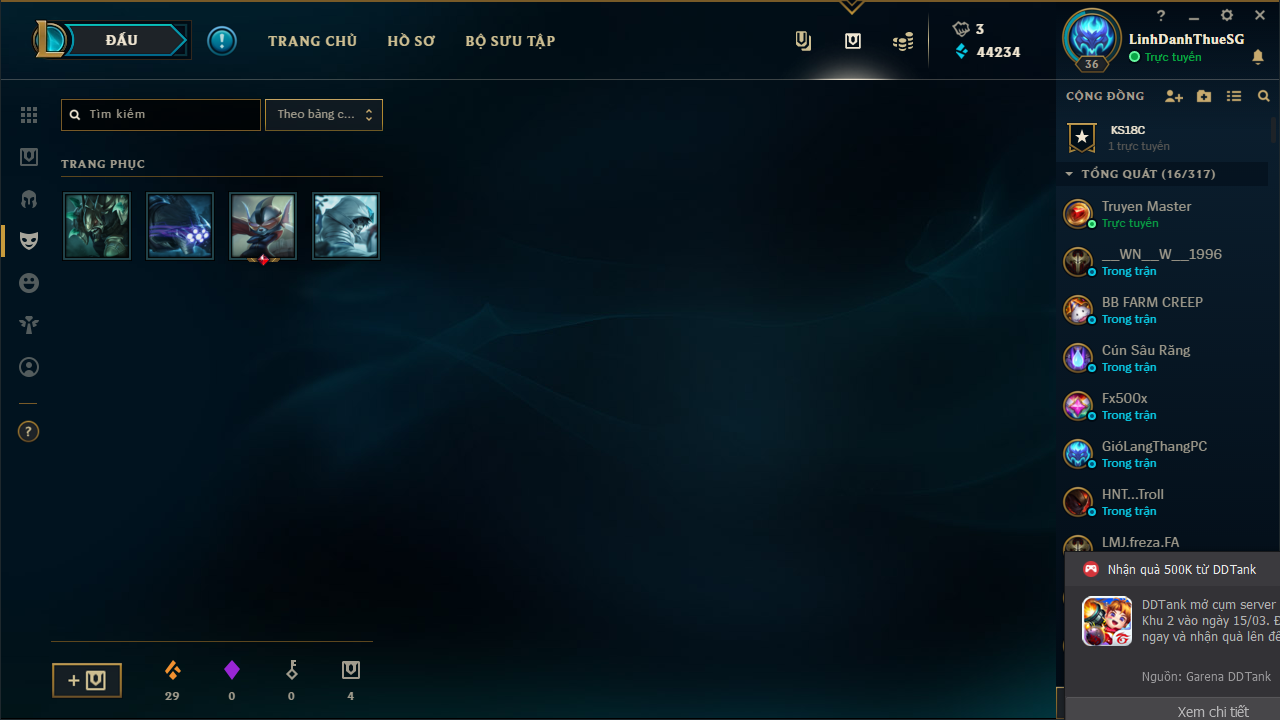 ĐẤU
TRANG CHỦ
HỒ SƠ
BỘ SƯU TẬP
3
44234
36
LinhDanhThueSG
Trực tuyến
Tìm kiếm
Theo bảng c...
TRANG PHỤC
29
0
0
4
CỘNG ĐỒNG
KS18C
1 trực tuyến
TỔNG QUÁT (16/317)
Truyen Master
Trực tuyến
__WN__W__1996
Trong trận
BB FARM CREEP
Trong trận
Cún Sâu Răng
Trong trận
Fx500x
Trong trận
GióLangThangPC
Trong trận
HNT...Troll
Trong trận
LMJ.freza.FA
Nhận quà 500K từ DDTank
DDTank mở cụm server
Khu 2 vào ngày 15/03. Đ
ngay và nhận quà lên đế
Nguồn: Garena DDTank
Xem chi tiết